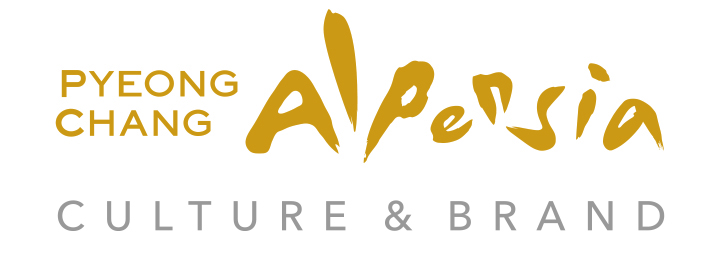 PYEONG
CHANG
Alpensia
CULTURE & BRAND